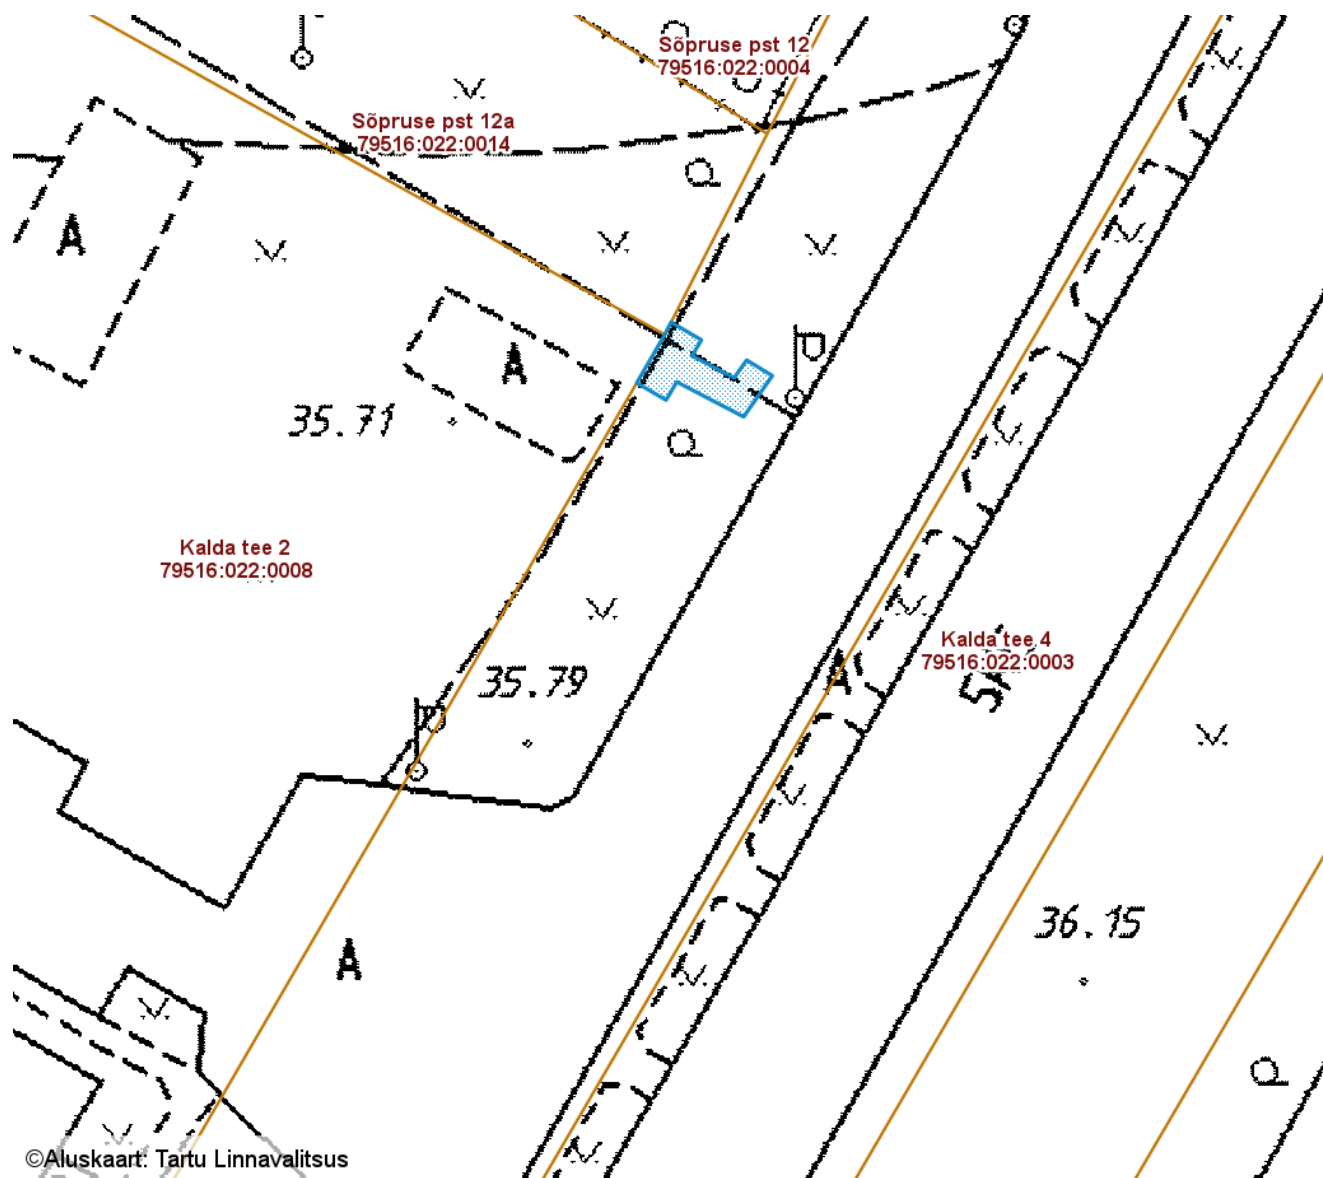 Sõpruse pst 12
79516:022:0004
Sõpruse pst 12a
79516:022:0014
A
A
35.71
Kalda tee 2
79516:022:0008
Kalda tee 4
79516:022:0003
A
35.79
36.15
A
©Aluskaart: Tartu Linnavalitsus